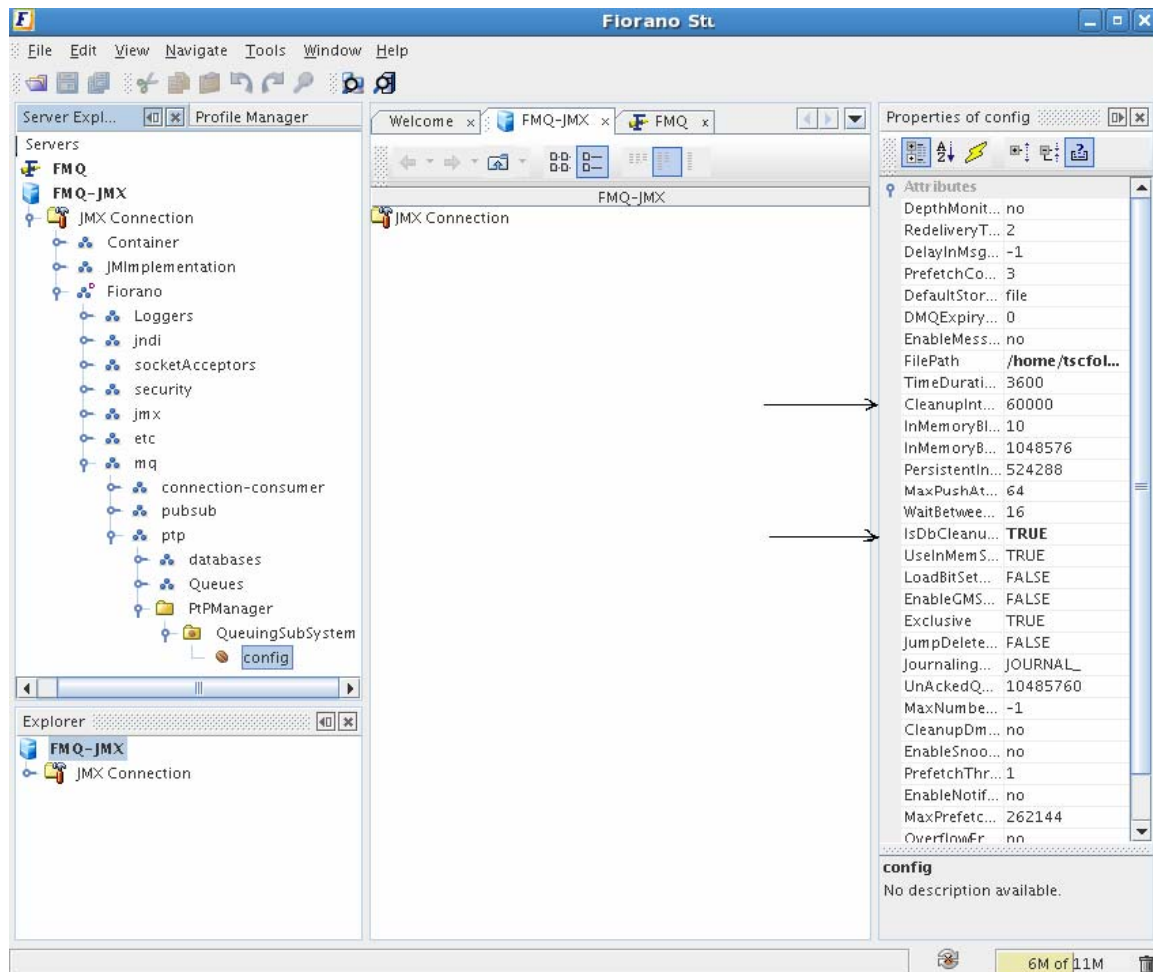 Fiorano Stu
File Edit View Navigate Tools Window Help
Server Expl... Profile Manager
Servers
FMQ
FMQ-JMX
JMX Connection
Container
JMImplementation
Fiorano
Loggers
jndi
socketAcceptors
security
jmx
etc
mq
connection-consumer
pubsub
ptp
databases
Queues
PtPManager
QueuingSubSystem
config
Explorer
FMQ-JMX
JMX Connection
Welcome x FMQ-JMX x FMQ x
FMQ-JMX
JMX Connection
Properties of config
Attributes
DepthMonit... no
RedeliveryT... 2
DelayInMsg... -1
PrefetchCo... 3
DefaultStor... file
DMQExpiry... 0
EnableMess... no
FilePath /home/tscfol...
TimeDurati... 3600
CleanupInt... 60000
InMemoryBl... 10
InMemoryB... 1048576
PersistentIn... 524288
MaxPushAt... 64
WaitBetwee... 16
IsDbCleanu... TRUE
UseInMemS... TRUE
LoadBitSet... FALSE
EnableGMS... FALSE
Exclusive TRUE
JumpDelete... FALSE
Journaling... JOURNAL_
UnAckedQ... 10485760
MaxNumbe... -1
CleanupDm... no
EnableSnoo... no
PrefetchThr... 1
EnableNotif... no
MaxPrefetc... 262144
OverflowFr... no
config
No description available.
6M of 11M